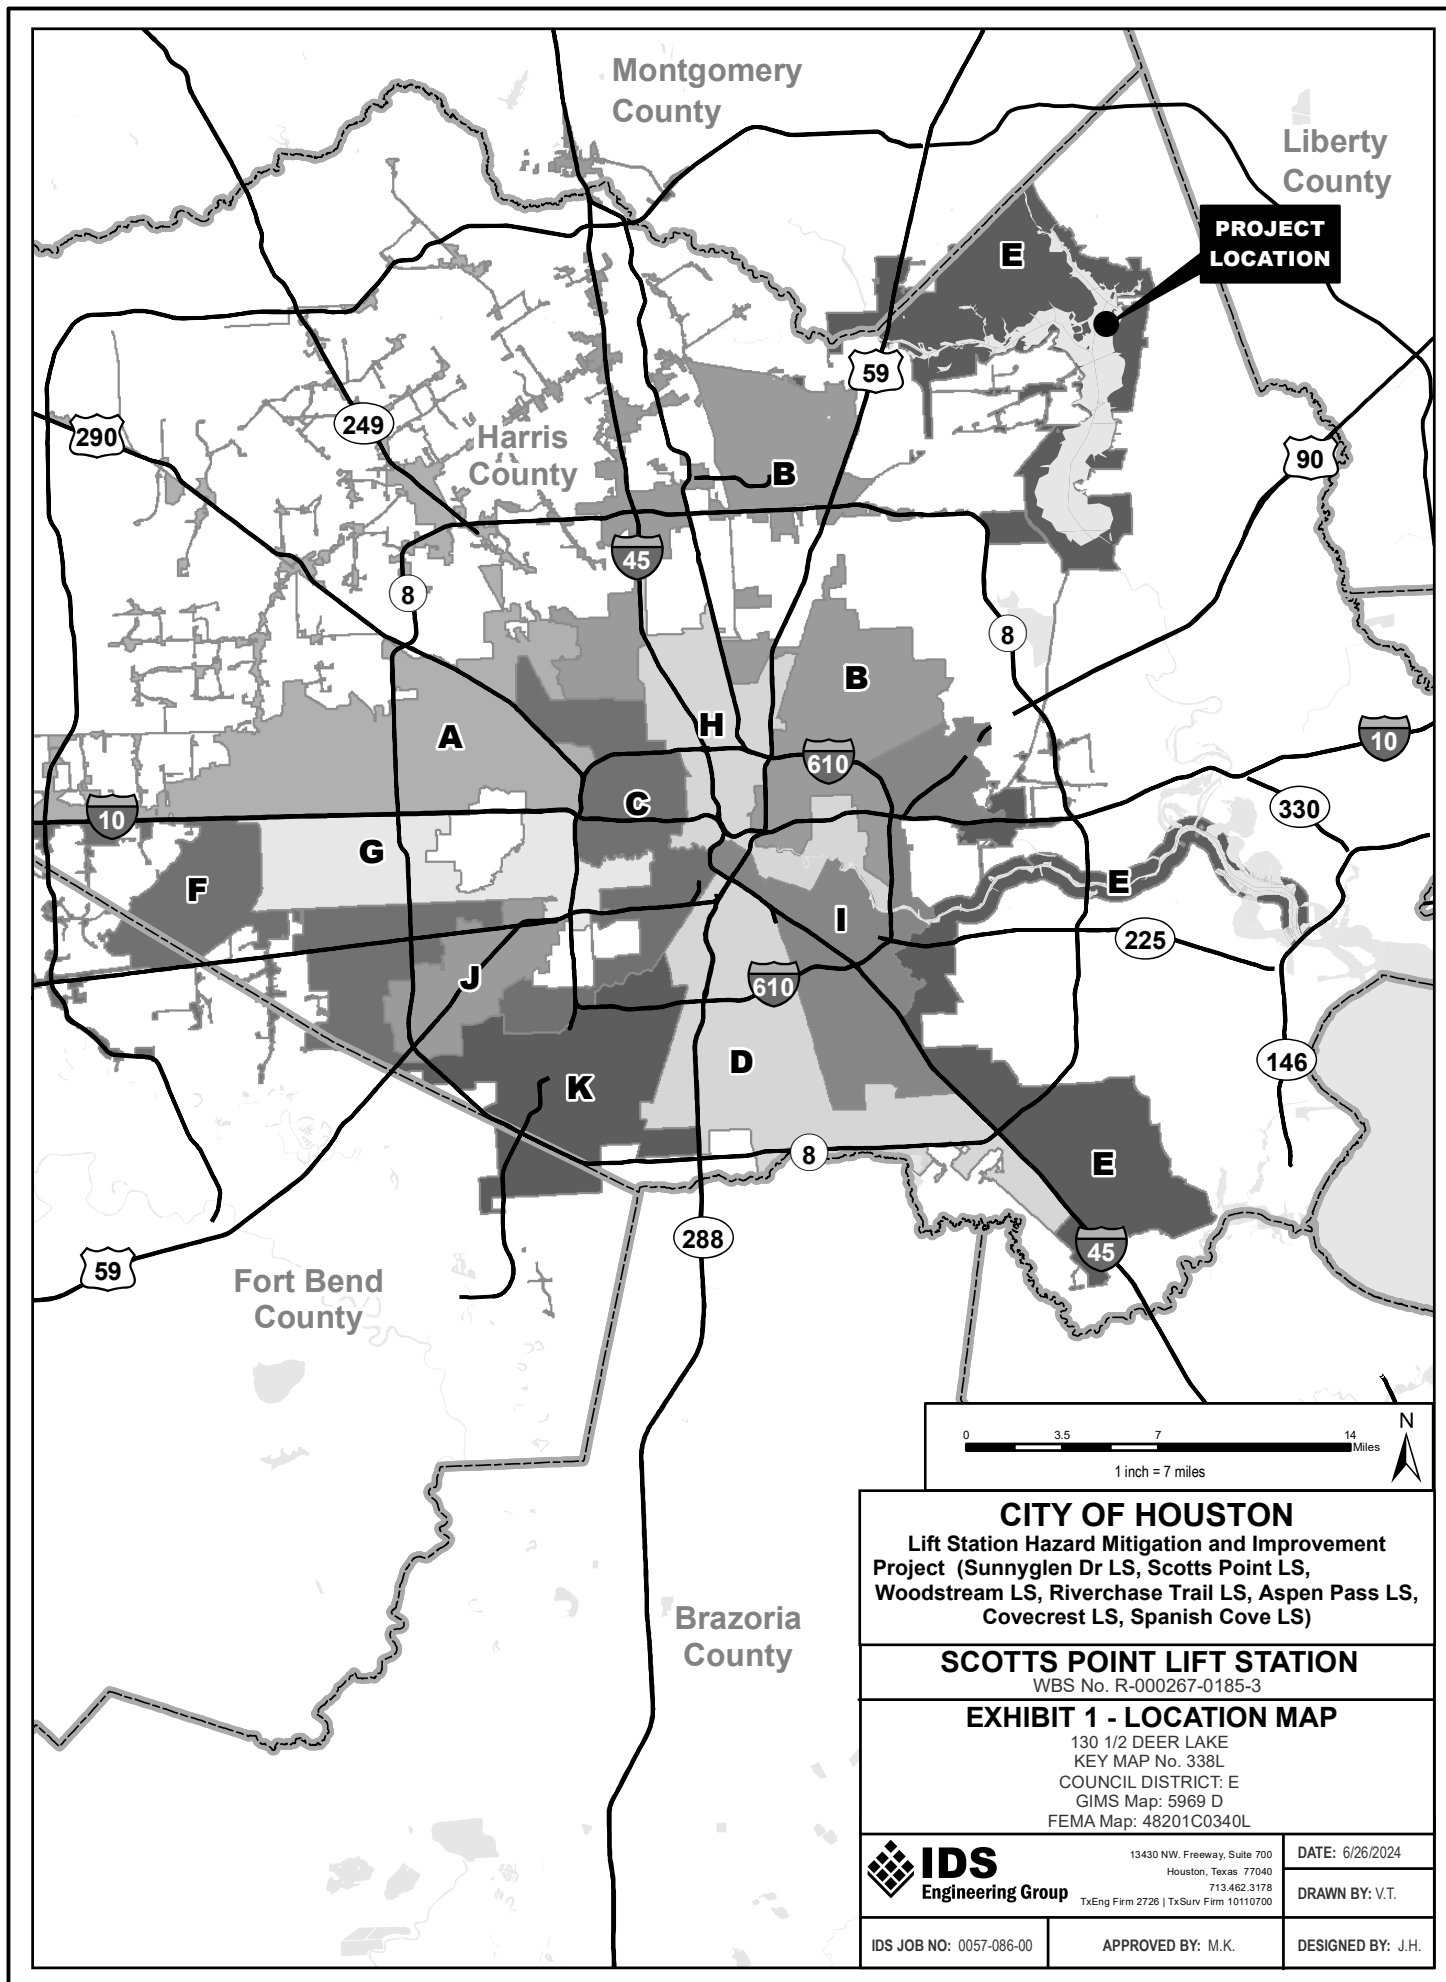 Montgomery
County
Liberty
County
PROJECT
LOCATION
E
59
290
249
Harris
County
90
B
45
8
8
B
H
A
10
610
C
10
330
G
F
E
I
225
J
610
D
146
K
8
E
288
45
59
Fort Bend
County
Brazoria
County
N
0 3.5 7 14
Miles
1 inch = 7 miles
CITY OF HOUSTON
Lift Station Hazard Mitigation and Improvement
Project (Sunnyglen Dr LS, Scotts Point LS,
Woodstream LS, Riverchase Trail LS, Aspen Pass LS,
Covecrest LS, Spanish Cove LS)
SCOTTS POINT LIFT STATION
WBS No. R-000267-0185-3
EXHIBIT 1 - LOCATION MAP
130 1/2 DEER LAKE
KEY MAP No. 338L
COUNCIL DISTRICT: E
GIMS Map: 5969 D
FEMA Map: 48201C0340L
IDS
Engineering Group
13430 NW. Freeway, Suite 700
Houston, Texas 77040
713.462.3178
TxEng Firm 2726 | TxSurv Firm 10110700
DATE: 6/26/2024
DRAWN BY: V.T.
IDS JOB NO: 0057-086-00
APPROVED BY: M.K.
DESIGNED BY: J.H.